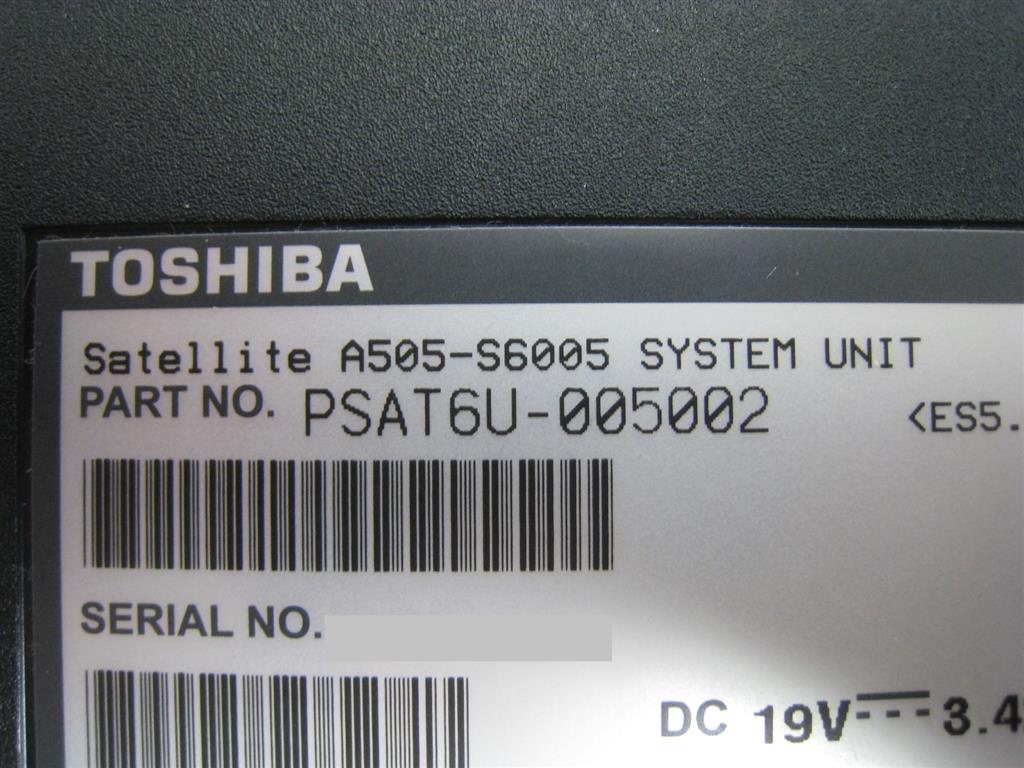 TOSHIBA
Satellite A505-S6005 SYSTEM UNIT
PART NO. PSAT6U-005002 <ES5.
SERIAL NO.
DC 19V 3.4